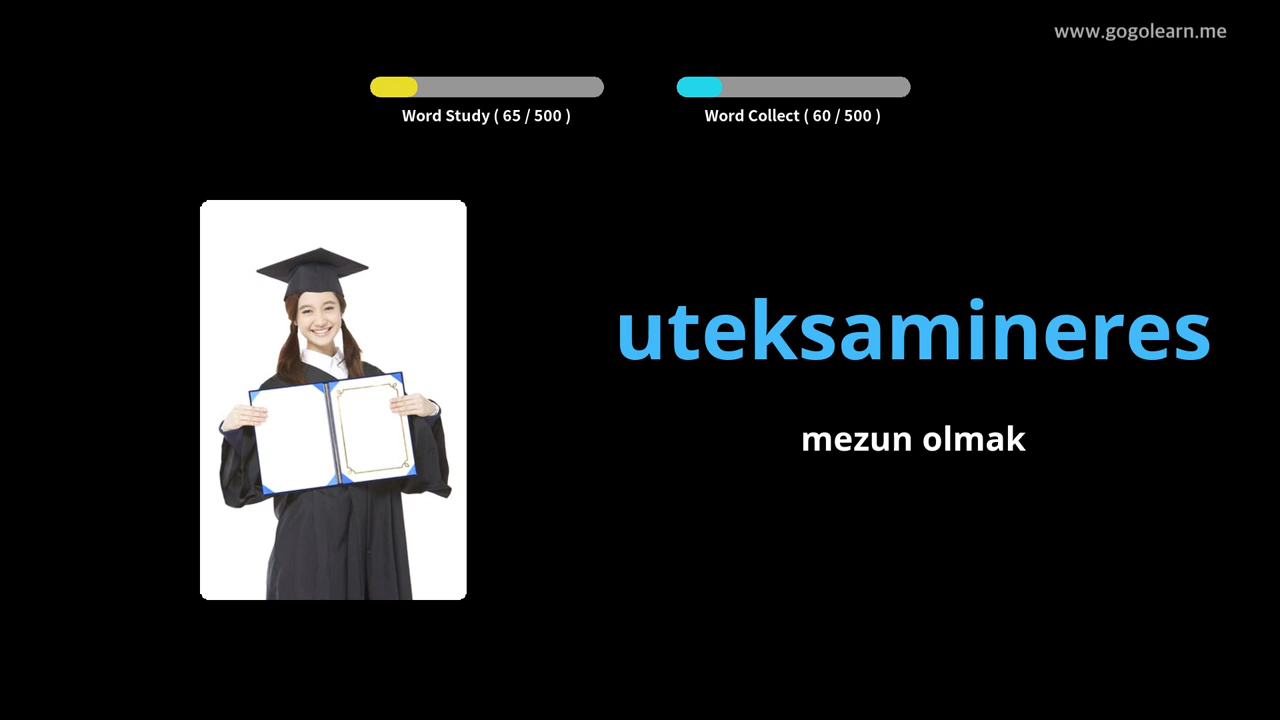 www.gogolearn.me
Word Study ( 65 / 500 )
Word Collect ( 60 / 500 )
uteksamineres
mezun olmak